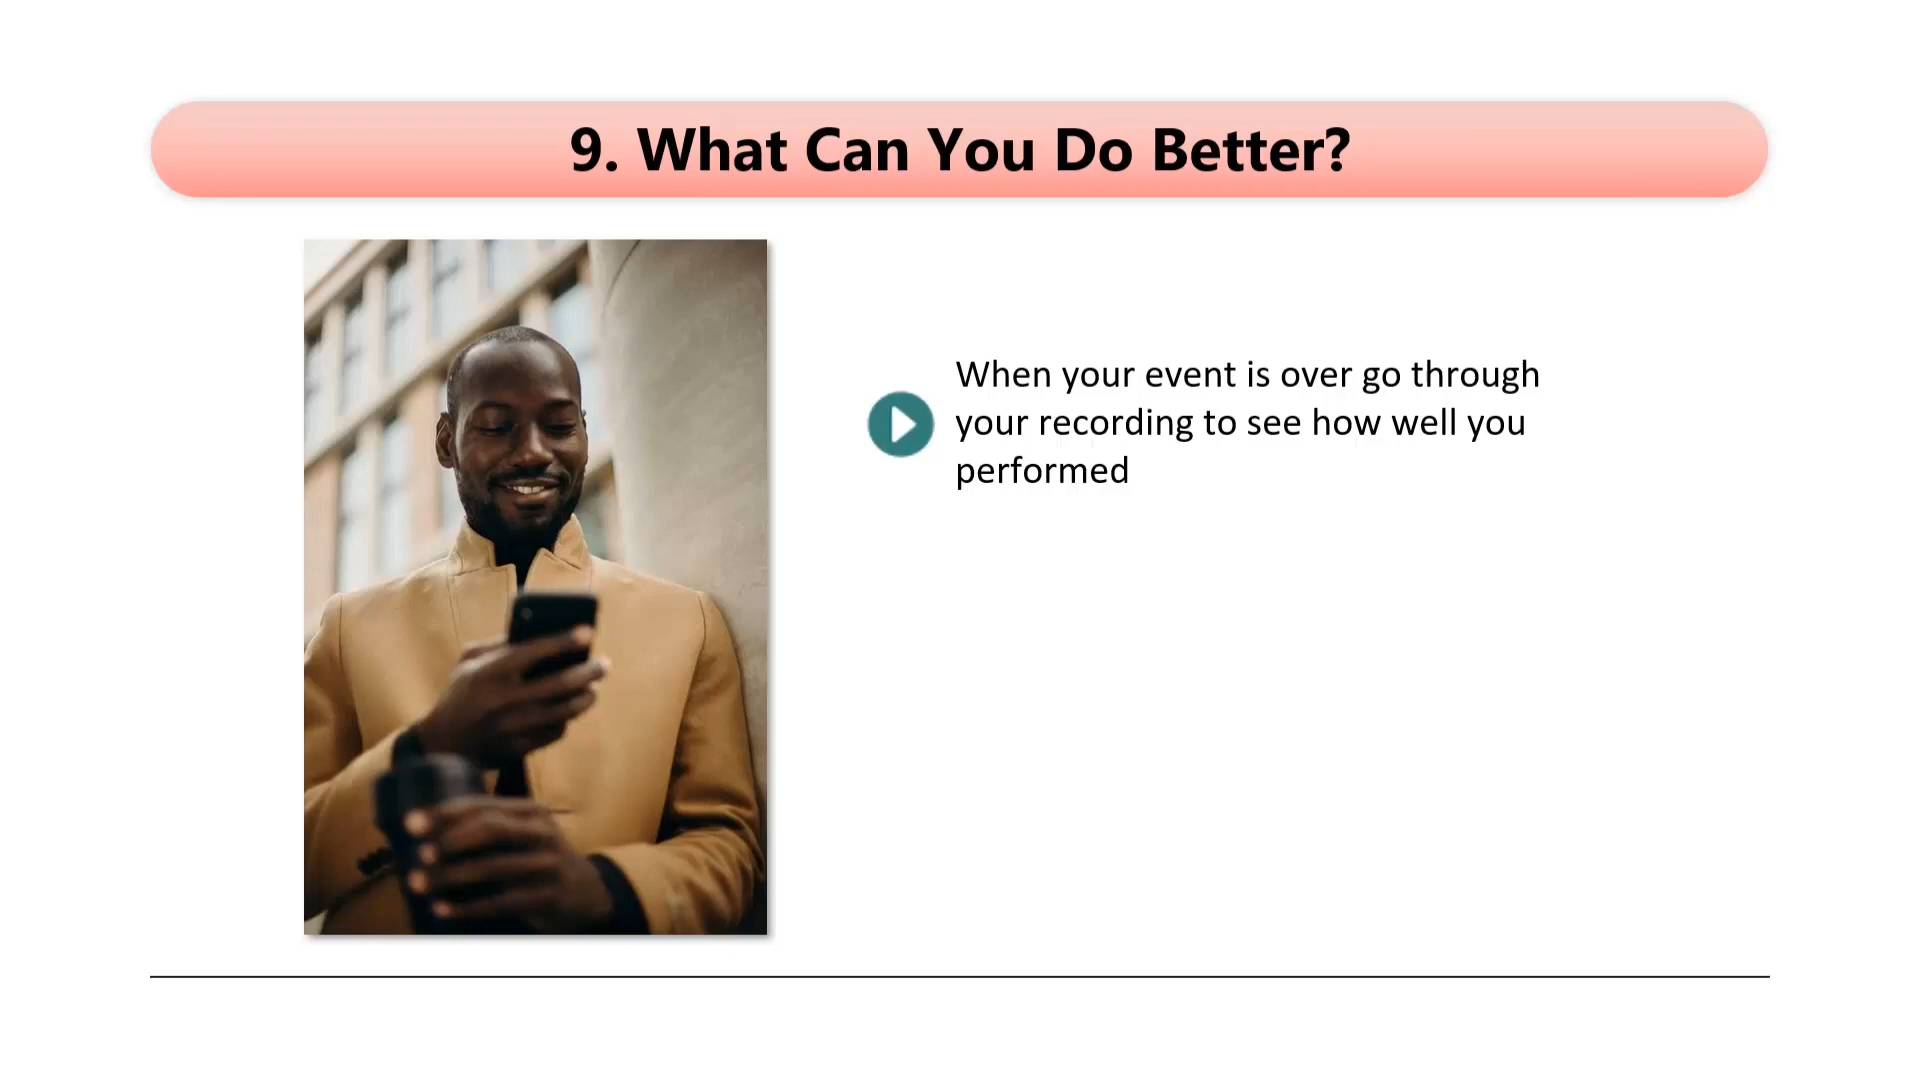 9. What Can You Do Better?
When your event is over go through
your recording to see how well you
performed